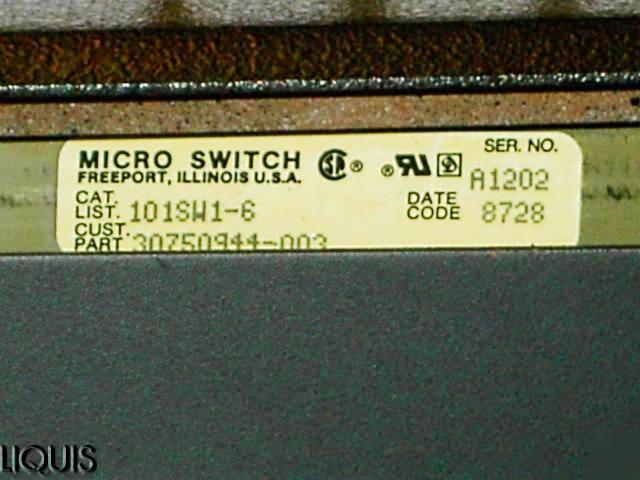 MICRO SWITCH
FREEPORT, ILLINOIS U.S.A.
SER. NO.
A1202
CAT.
LIST. 101SW1-6
DATE
CODE 8728
CUST.
PART 30750944-003
LIQUIS